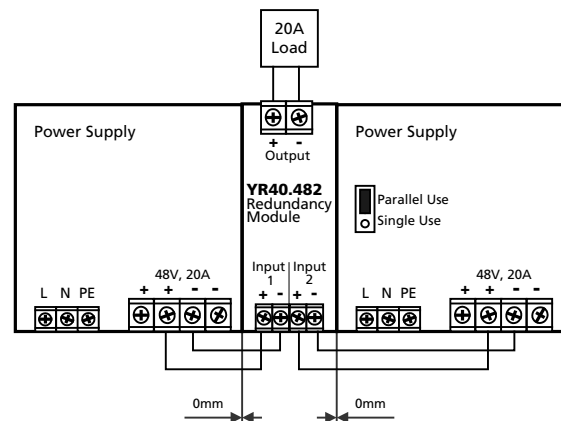 20A
Load
Power Supply
+ -
Output
YR40.482
Redundancy
Module
Power Supply
Parallel Use
Single Use
48V, 20A
+ + - -
L N PE
Input
1
Input
2
+ - + -
48V, 20A
+ + - -
L N PE
0mm
0mm